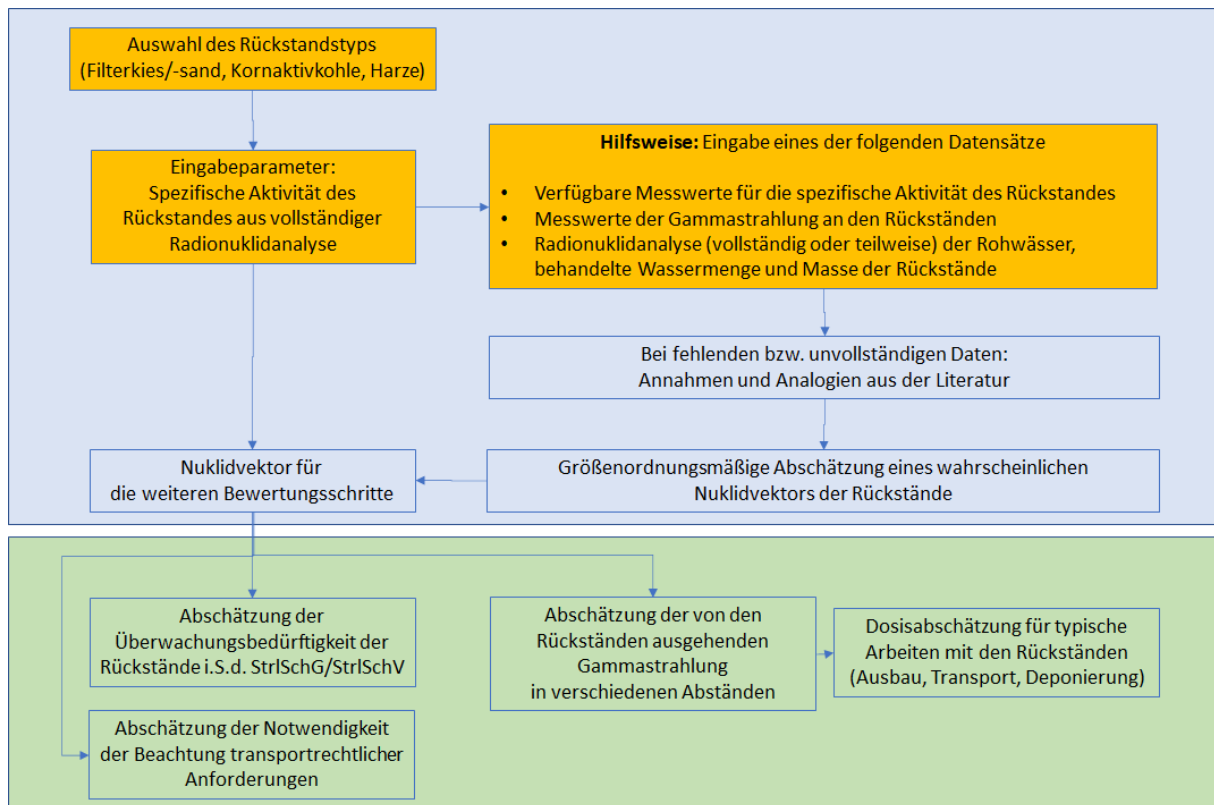 Auswahl des Rückstandstyps
(Filterkies/-sand, Kornaktivkohle, Harze)
Eingabeparameter:
Spezifische Aktivität des
Rückstandes aus vollständiger
Radionuklidanalyse
Hilfsweise: Eingabe eines der folgenden Datensätze
• Verfügbare Messwerte für die spezifische Aktivität des Rückstandes
• Messwerte der Gammastrahlung an den Rückständen
• Radionuklidanalyse (vollständig oder teilweise) der Rohwässer,
behandelte Wassermenge und Masse der Rückstände
Bei fehlenden bzw. unvollständigen Daten:
Annahmen und Analogien aus der Literatur
Nuklidvektor für
die weiteren Bewertungsschritte
Größenordnungsmäßige Abschätzung eines wahrscheinlichen
Nuklidvektors der Rückstände
Abschätzung der
Überwachungsbedürftigkeit der
Rückstände i.S.d. StrlSchG/StrlSchV
Abschätzung der von den
Rückständen ausgehenden
Gammastrahlung
in verschiedenen Abständen
Dosisabschätzung für typische
Arbeiten mit den Rückständen
(Ausbau, Transport, Deponierung)
Abschätzung der Notwendigkeit
der Beachtung transportrechtlicher
Anforderungen